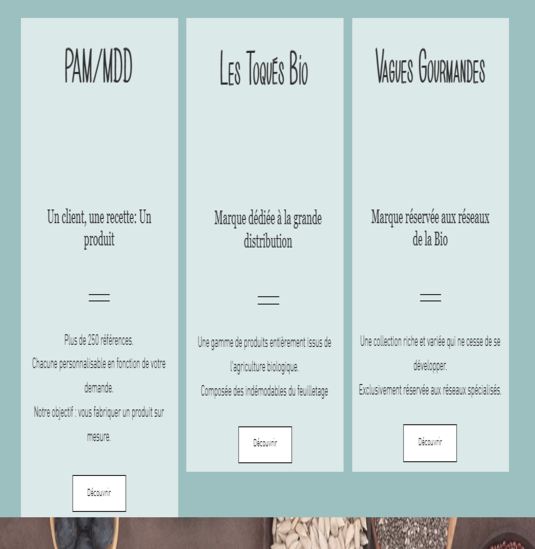 PAM/MDD
Un client, une recette: Un
produit
Plus de 250 références.
Chacune personnalisable en fonction de votre
demande.
Notre objectif : vous fabriquer un produit sur
mesure.
Découvrir
Les Toqués Bio
Marque dédiée à la grande
distribution
Une gamme de produits entièrement issus de
l'agriculture biologique.
Composée des indémodables du feuilletage
Découvrir
Vagues Gourmandes
Marque réservée aux réseaux
de la Bio
Une collection riche et variée qui ne cesse de se
développer.
Exclusivement réservée aux réseaux spécialisés.
Découvrir